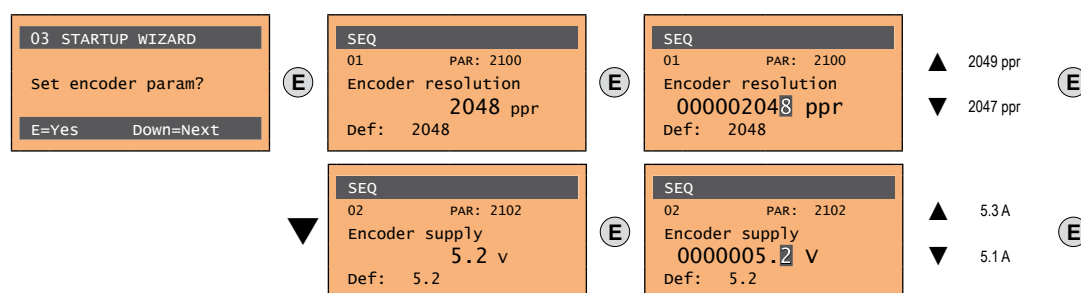 03 STARTUP WIZARD
Set encoder param?
E=Yes Down=Next
E
SEQ
01 PAR: 2100
Encoder resolution
2048 ppr
Def: 2048
E
SEQ
01 PAR: 2100
Encoder resolution
000002048 ppr
Def: 2048
▲ 2049 ppr
▼ 2047 ppr
E
▼
SEQ
02 PAR: 2102
Encoder supply
5.2 V
Def: 5.2
E
SEQ
02 PAR: 2102
Encoder supply
0000005.2 V
Def: 5.2
▲ 5.3 A
▼ 5.1 A
E